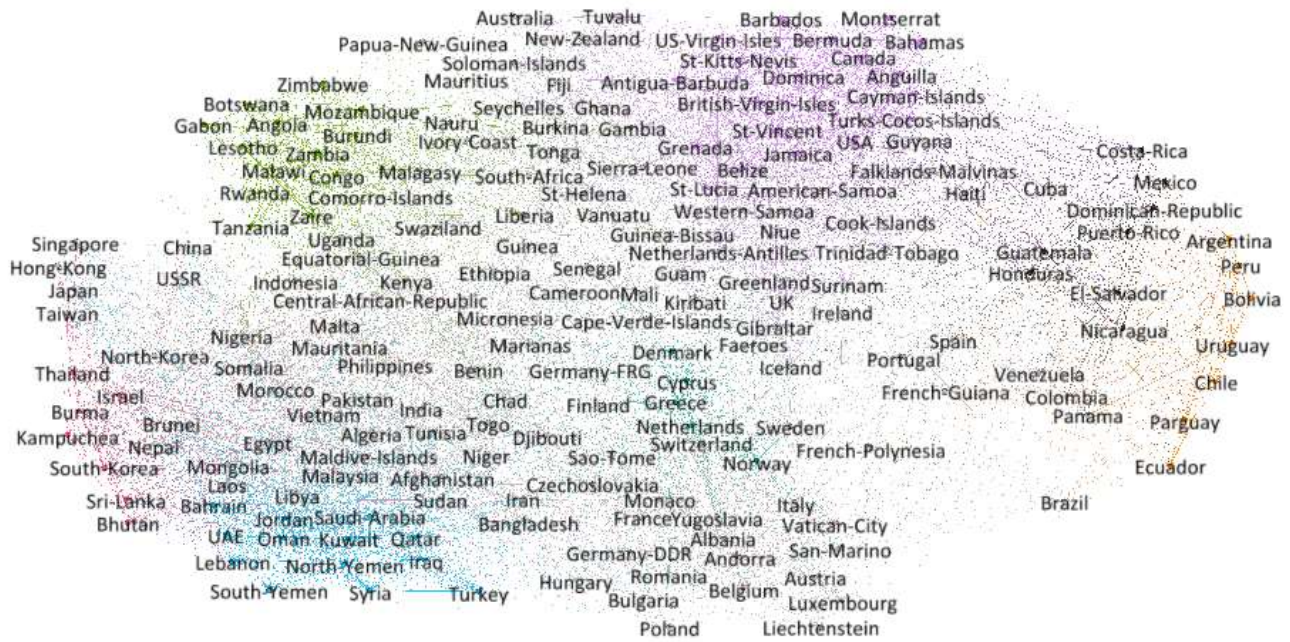 Australia Tuvalu Barbados Montserrat
Papua-New-Guinea New-Zealand US-Virgin-Isles Bermuda Bahamas
Soloman-Islands St-Kitts-Nevis Canada
Zimbabwe Mauritius Fiji Antigua-Barbuda Dominica Anguilla
Botswana Mozambique Seychelles Ghana British-Virgin-Isles Cayman-Islands
Gabon Angola Burundi Nauru Burkina Gambia St-Vincent Turks-Cocos-Islands
Lesotho Zambia Ivory-Coast Tonga Grenada Jamaica USA Guyana Costa-Rica
Malawi Congo Malagasy South-Africa Sierra-Leone Behze Falklands-Malvinas
Rwanda Comorro-Islands St-Helena St-Lucia American-Samoa Haiti Cuba Mexico
Zaire Liberia Vanuatu Western-Samoa Cook-Islands Dominican-Republic
Tanzania Swaziland Guinea-Bissau Niue Puerto-Rico
Singapore China Uganda Guinea Netherlands-Antilles Trinidad-Tobago Guatemala Argentina
Hong-Kong USSR Equatorial-Guinea Ethiopia Senegal Guam Honduras Peru
Japan Indonesia Kenya Cameroon Mali Greenland Surinam El-Salvador
Taiwan Central-African-Republic Kiribati UK Ireland Bolivia
Nigeria Malta Micronesia Cape-Verde-Islands Gibraltar Nicaragua
North-Korea Mauritania Marianas Denmark Faeroes Spain Uruguay
Thailand Somalia Philippines Benin Germany-FRG Iceland Portugal Venezuela
Israel Morocco Cyprus French-Guiana Colombia Chile
Burma Pakistan India Chad Finland Greece Panama
Kampuchea Brunei Vietnam Algeria Tunisia Togo Netherlands Sweden Parguay
Nepal Egypt Maldive-Islands Niger Djibouti Switzerland French-Polynesia
South-Korea Mongolia Malaysia Afghanistan Sao-Tome Norway Ecuador
Sri-Lanka Laos Libya Sudan Iran Czechoslovakia Monaco Italy Brazil
Bhutan Bahrain Jordan Saudi-Arabia Bangladesh France Yugoslavia Vatican-City
UAE Oman Kuwait Qatar Albania
Lebanon North-Yemen Iraq Germany-DDR Andorra San-Marino
South-Yemen Syria Turkey Hungary Romania Belgium Austria
Bulgaria Luxembourg
Poland Liechtenstein